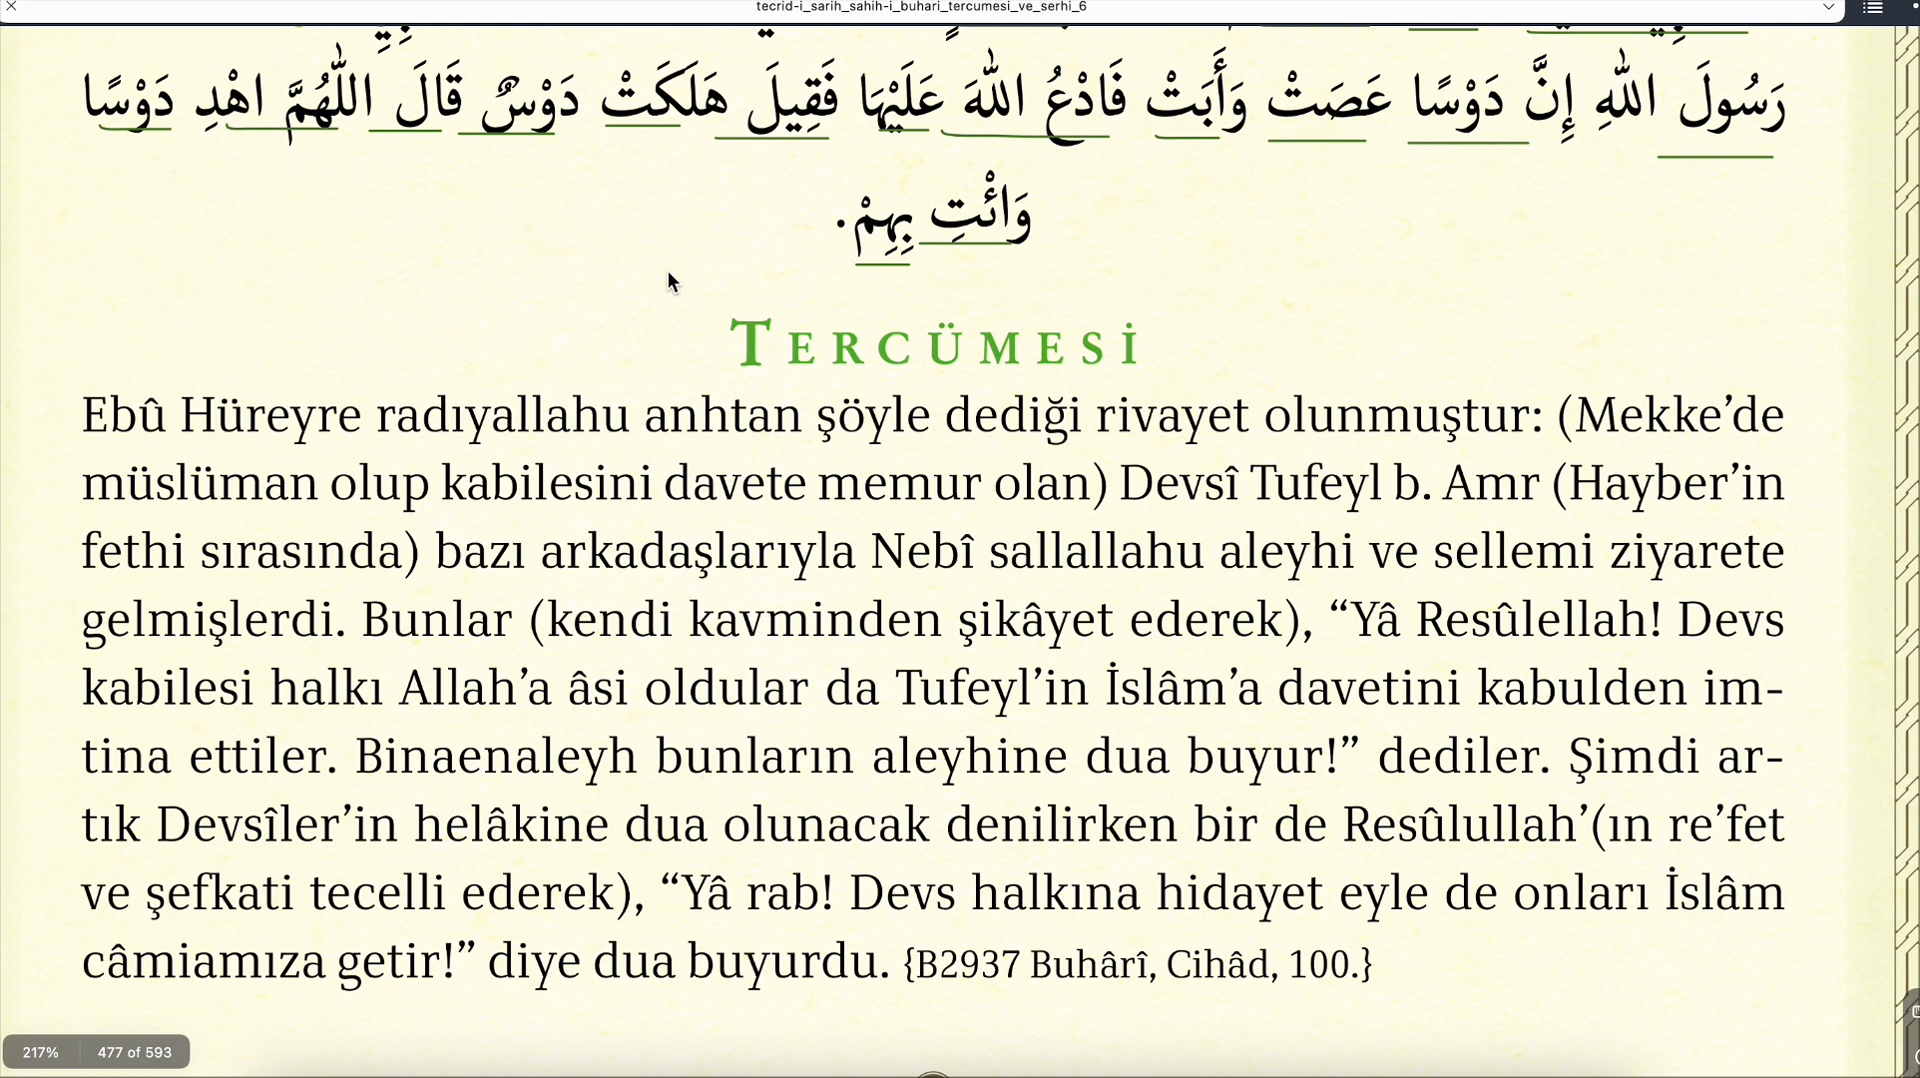 tecrid-i_sarih_sahih-i_buhari_tercumesi_ve_serhi_6
رَسُولَ اللهِ إِنَّ دَوْسًا عَصَتْ وَأَبَتْ فَادْعُ اللهَ عَلَيْهَا فَقِيلَ هَلَكَتْ دَوْسٌ قَالَ اللّٰهُمَّ اهْدِ دَوْسًا
وَائْتِ بِهِمْ.
TERCÜMESİ
Ebû Hüreyre radıyallahu anhtan şöyle dediği rivayet olunmuştur: (Mekke’de
müslüman olup kabilesini davete memur olan) Devsî Tufeyl b. Amr (Hayber’in
fethi sırasında) bazı arkadaşlarıyla Nebî sallallahu aleyhi ve sellemi ziyarete
gelmişlerdi. Bunlar (kendi kavminden şikâyet ederek), “Yâ Resûlellah! Devs
kabilesi halkı Allah’a âsi oldular da Tufeyl’in İslâm’a davetini kabulden im-
tina ettiler. Binaenaleyh bunların aleyhine dua buyur!” dediler. Şimdi ar-
tık Devsîler’in helâkine dua olunacak denilirken bir de Resûlullah’(ın re’fet
ve şefkati tecelli ederek), “Yâ rab! Devs halkına hidayet eyle de onları İslâm
câmiamıza getir!” diye dua buyurdu. {B2937 Buhârî, Cihâd, 100.}
217% 477 of 593